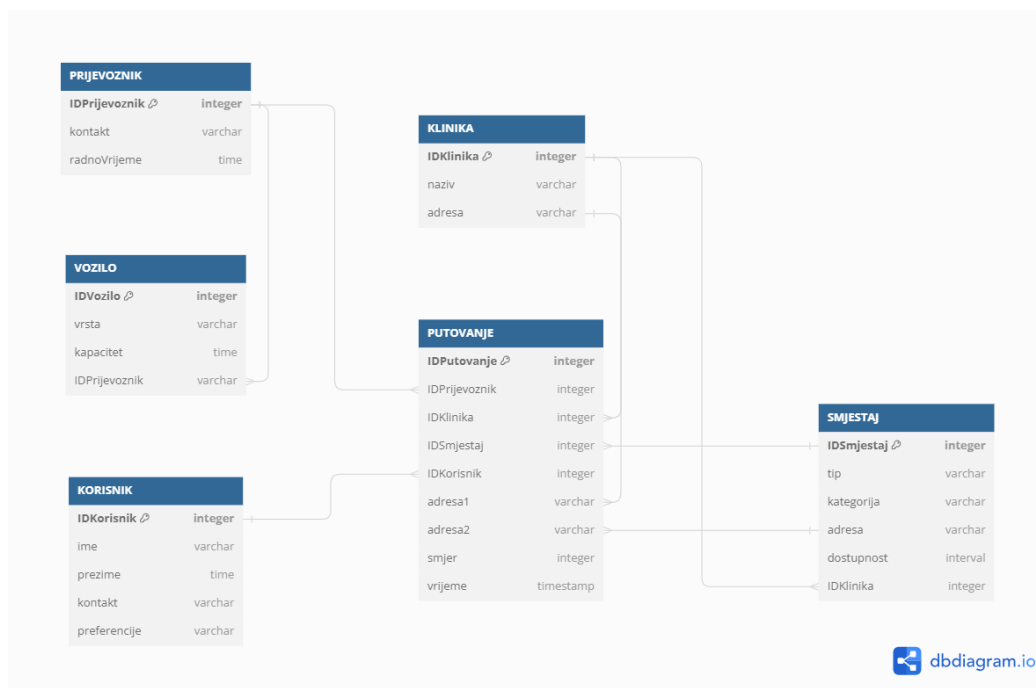 PRIJEVOZNIK
IDPrijevoznik integer
kontakt varchar
radnoVrijeme time
KLINIKA
IDKlinika integer
naziv varchar
adresa varchar
VOZILO
IDVozilo integer
vrsta varchar
kapacitet time
IDPrijevoznik varchar
PUTOVANJE
IDPutovanje integer
IDPrijevoznik integer
IDKlinika integer
IDSmjestaj integer
IDKorisnik integer
adresa1 varchar
adresa2 varchar
smjer integer
vrijeme timestamp
SMJESTAJ
IDSmjestaj integer
tip varchar
kategorija varchar
adresa varchar
dostupnost interval
IDKlinika integer
KORISNIK
IDKorisnik integer
ime varchar
prezime time
kontakt varchar
preferencije varchar
dbdiagram.io